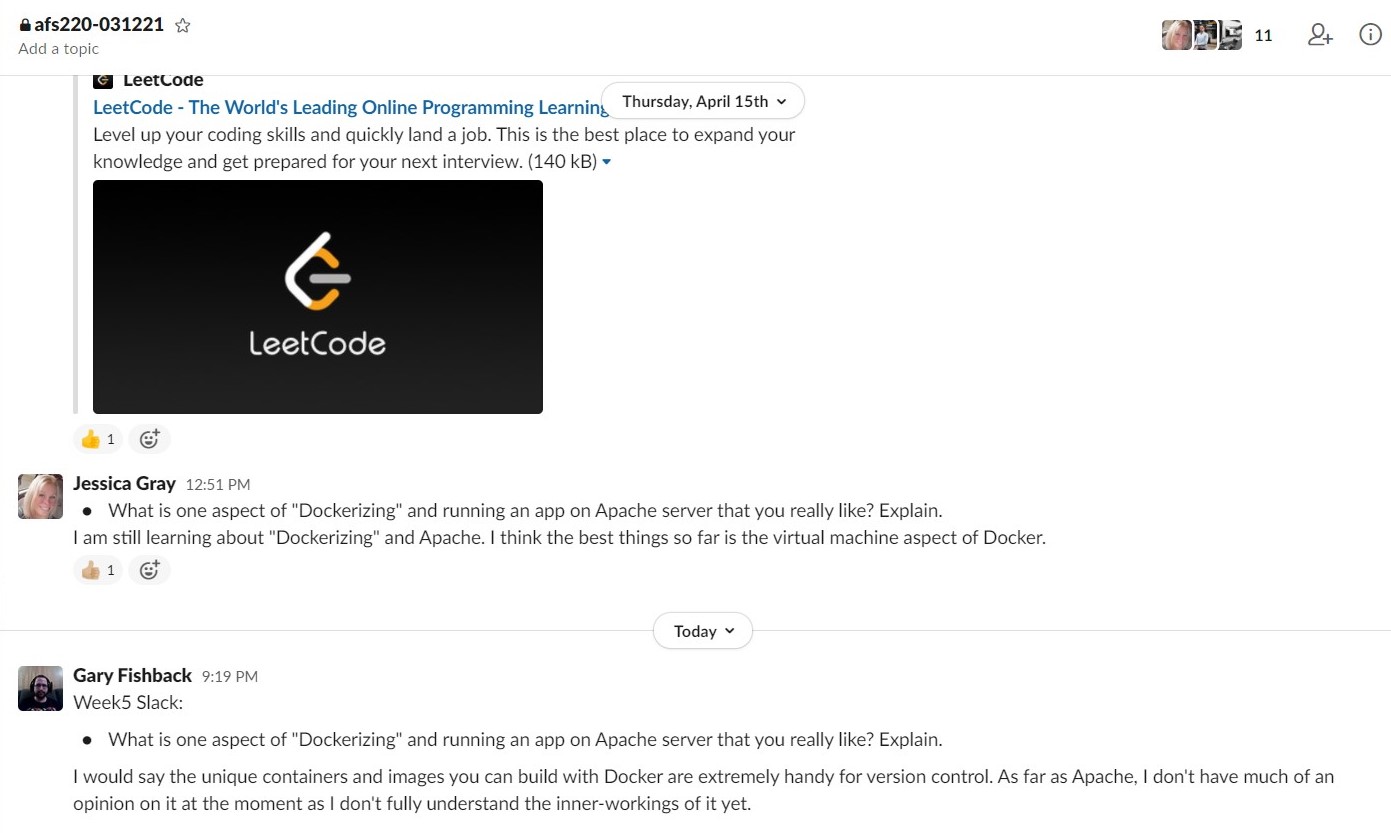 afs220-031221
Add a topic
11
LeetCode
Thursday, April 15th
LeetCode - The World's Leading Online Programming Learning
Level up your coding skills and quickly land a job. This is the best place to expand your
knowledge and get prepared for your next interview. (140 kB)
LeetCode
1
Jessica Gray 12:51 PM
• What is one aspect of "Dockerizing" and running an app on Apache server that you really like? Explain.
I am still learning about "Dockerizing" and Apache. I think the best things so far is the virtual machine aspect of Docker.
1
Today
Gary Fishback 9:19 PM
Week5 Slack:
• What is one aspect of "Dockerizing" and running an app on Apache server that you really like? Explain.
I would say the unique containers and images you can build with Docker are extremely handy for version control. As far as Apache, I don't have much of an
opinion on it at the moment as I don't fully understand the inner-workings of it yet.